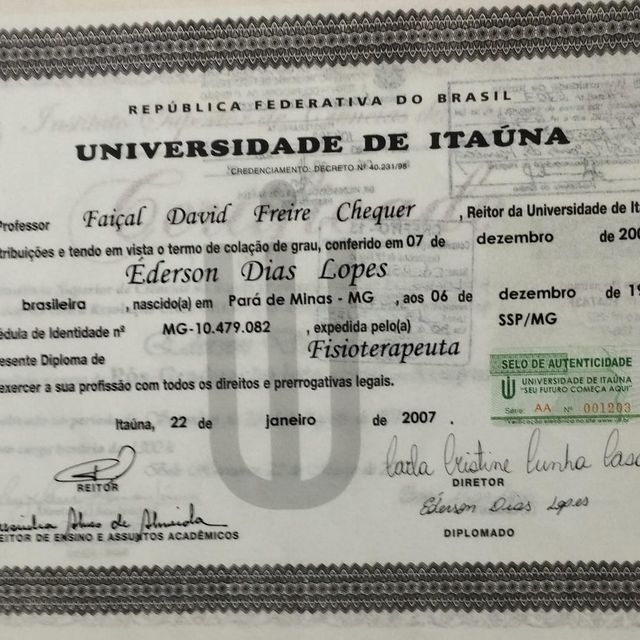 REPÚBLICA FEDERATIVA DO BRASIL
UNIVERSIDADE DE ITAÚNA
CREDENCIAMENTO: DECRETO Nº 40.231/98
Professor Faiçal David Freire Chequer , Reitor da Universidade de Ita
tribuições e tendo em vista o termo de colação de grau, conferido em 07 de dezembro de 200
Éderson Dias Lopes
brasileira , nascido(a) em Pará de Minas - MG , aos 06 de dezembro de 19
édula de Identidade nº MG-10.479.082 , expedida pelo(a) SSP/MG
esente Diploma de Fisioterapeuta
exercer a sua profissão com todos os direitos e prerrogativas legais.
SELO DE AUTENTICIDADE
UNIVERSIDADE DE ITAÚNA
"SEU FUTURO COMEÇA AQUI"
Série: AA Nº 001203
Itaúna, 22 de janeiro de 2007 .
REITOR
Carla Cristine Cunha
DIRETOR
Éderson Dias Lopes
DIPLOMADO
Alves de Almeida
EITOR DE ENSINO E ASSUNTOS ACADÊMICOS